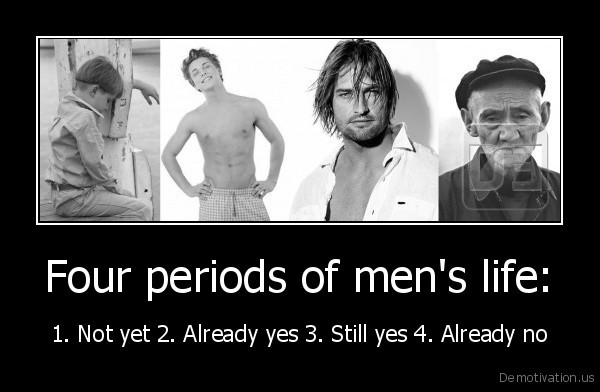 Four periods of men's life:
1. Not yet 2. Already yes 3. Still yes 4. Already no
Demotivation.us